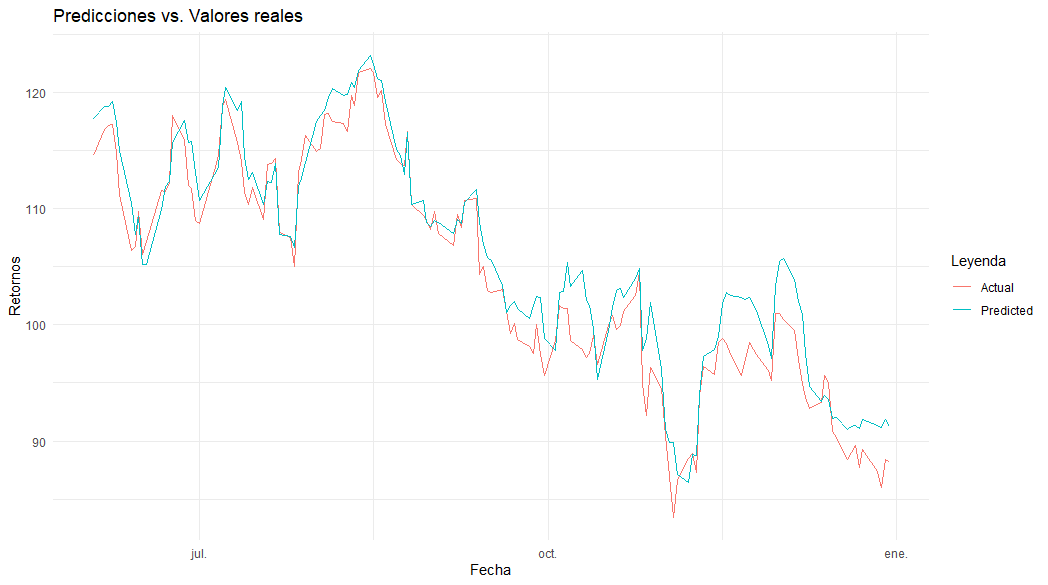 Predicciones vs. Valores reales
120
110
100
90
Retornos
jul.
oct.
ene.
Fecha
Leyenda
Actual
Predicted